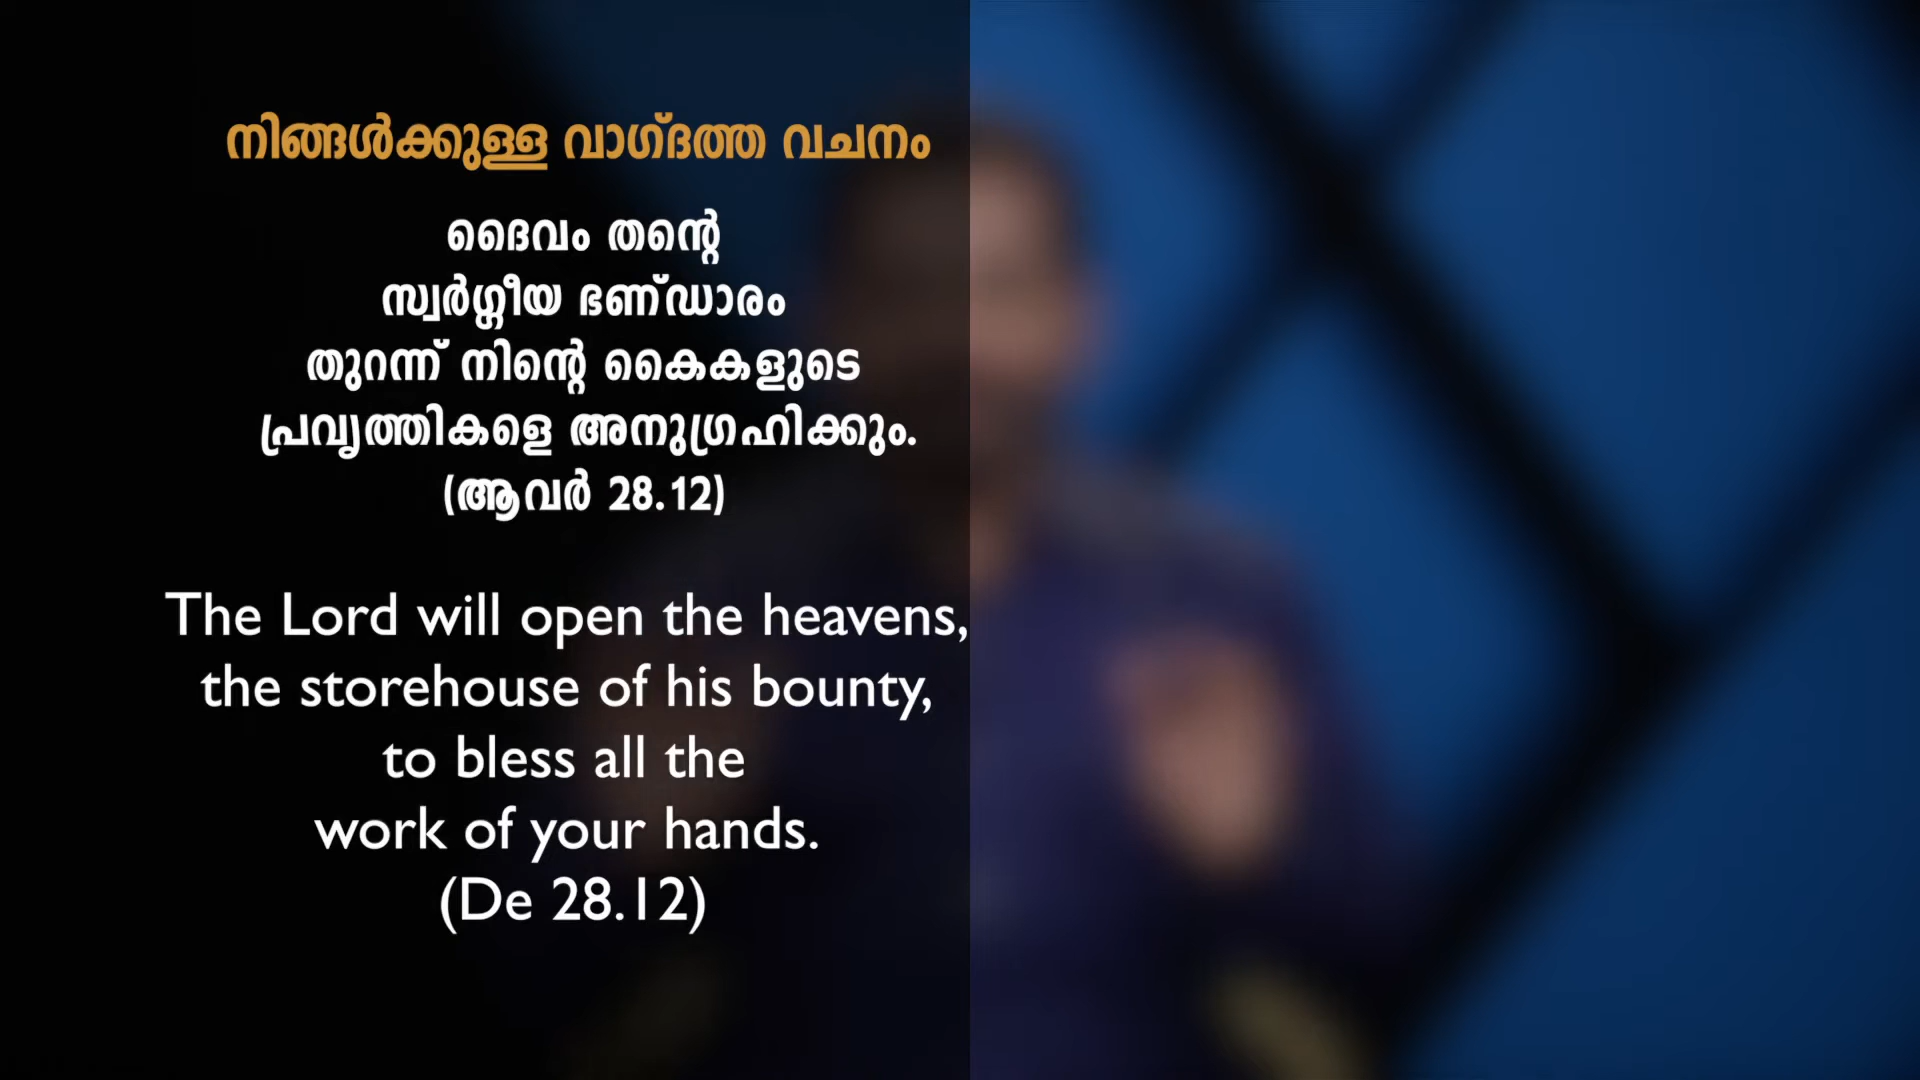 നിങ്ങൾക്കുള്ള വാഗ്ദത്ത വചനം
ദൈവം തന്റെ
സ്വർഗ്ഗീയ ഭണ്ഡാരം
തുറന്ന് നിന്റെ കൈകളുടെ
പ്രവൃത്തികളെ അനുഗ്രഹിക്കും.
(ആവർ 28.12)
The Lord will open the heavens,
the storehouse of his bounty,
to bless all the
work of your hands.
(De 28.12)